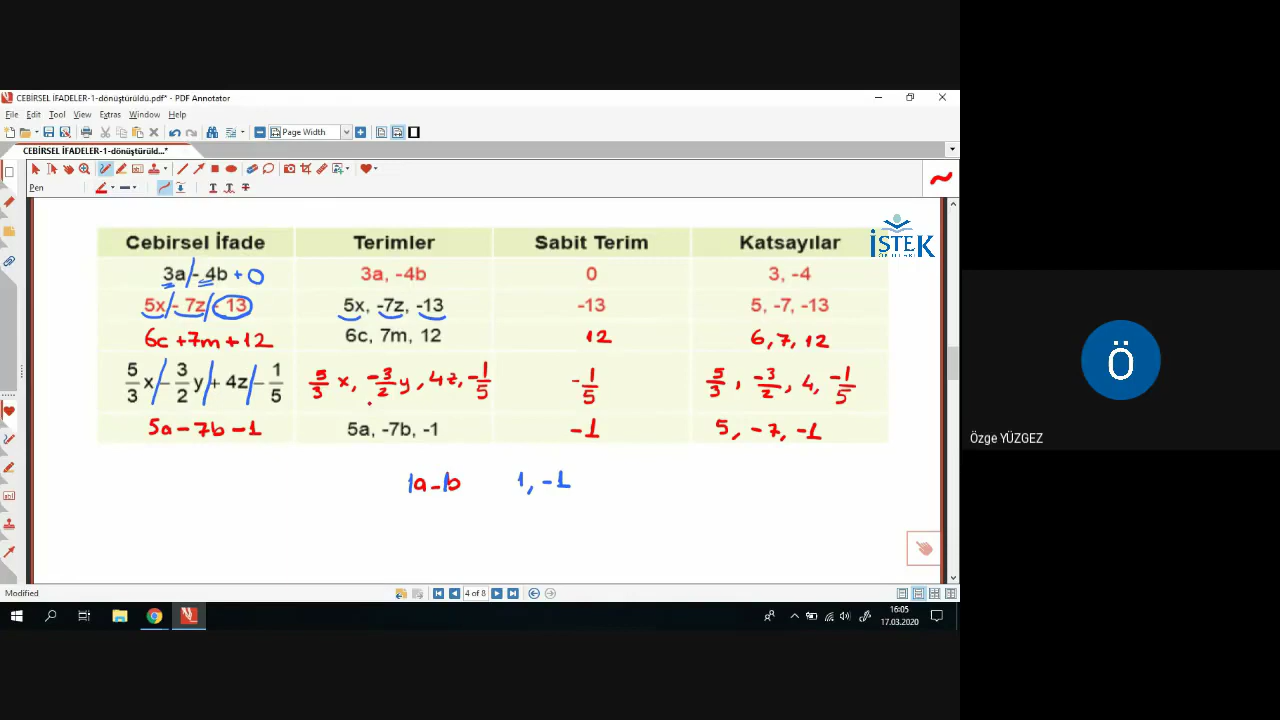 CEBİRSEL İFADELER-1-dönüştürüldü.pdf* - PDF Annotator
File Edit Tool View Extras Window Help
Page Width
CEBİRSEL İFADELER-1-dönüştürüld...*
Pen
İSTEK
Cebirsel İfade Terimler Sabit Terim Katsayılar
3a - 4b + 0 3a, -4b 0 3, -4
5x - 7z - 13 5x, -7z, -13 -13 5, -7, -13
6c + 7m + 12 6c, 7m, 12 12 6, 7, 12
5/3 x - 3/2 y + 4z - 1/5 5/3 x, -3/2 y, 4z, -1/5 -1/5 5/3, -3/2, 4, -1/5
5a - 7b - 1 5a, -7b, -1 -1 5, -7, -1
1a - 1b 1, -1
Ö
Özge YÜZGEZ
Modified 4 of 8
16:05
17.03.2020